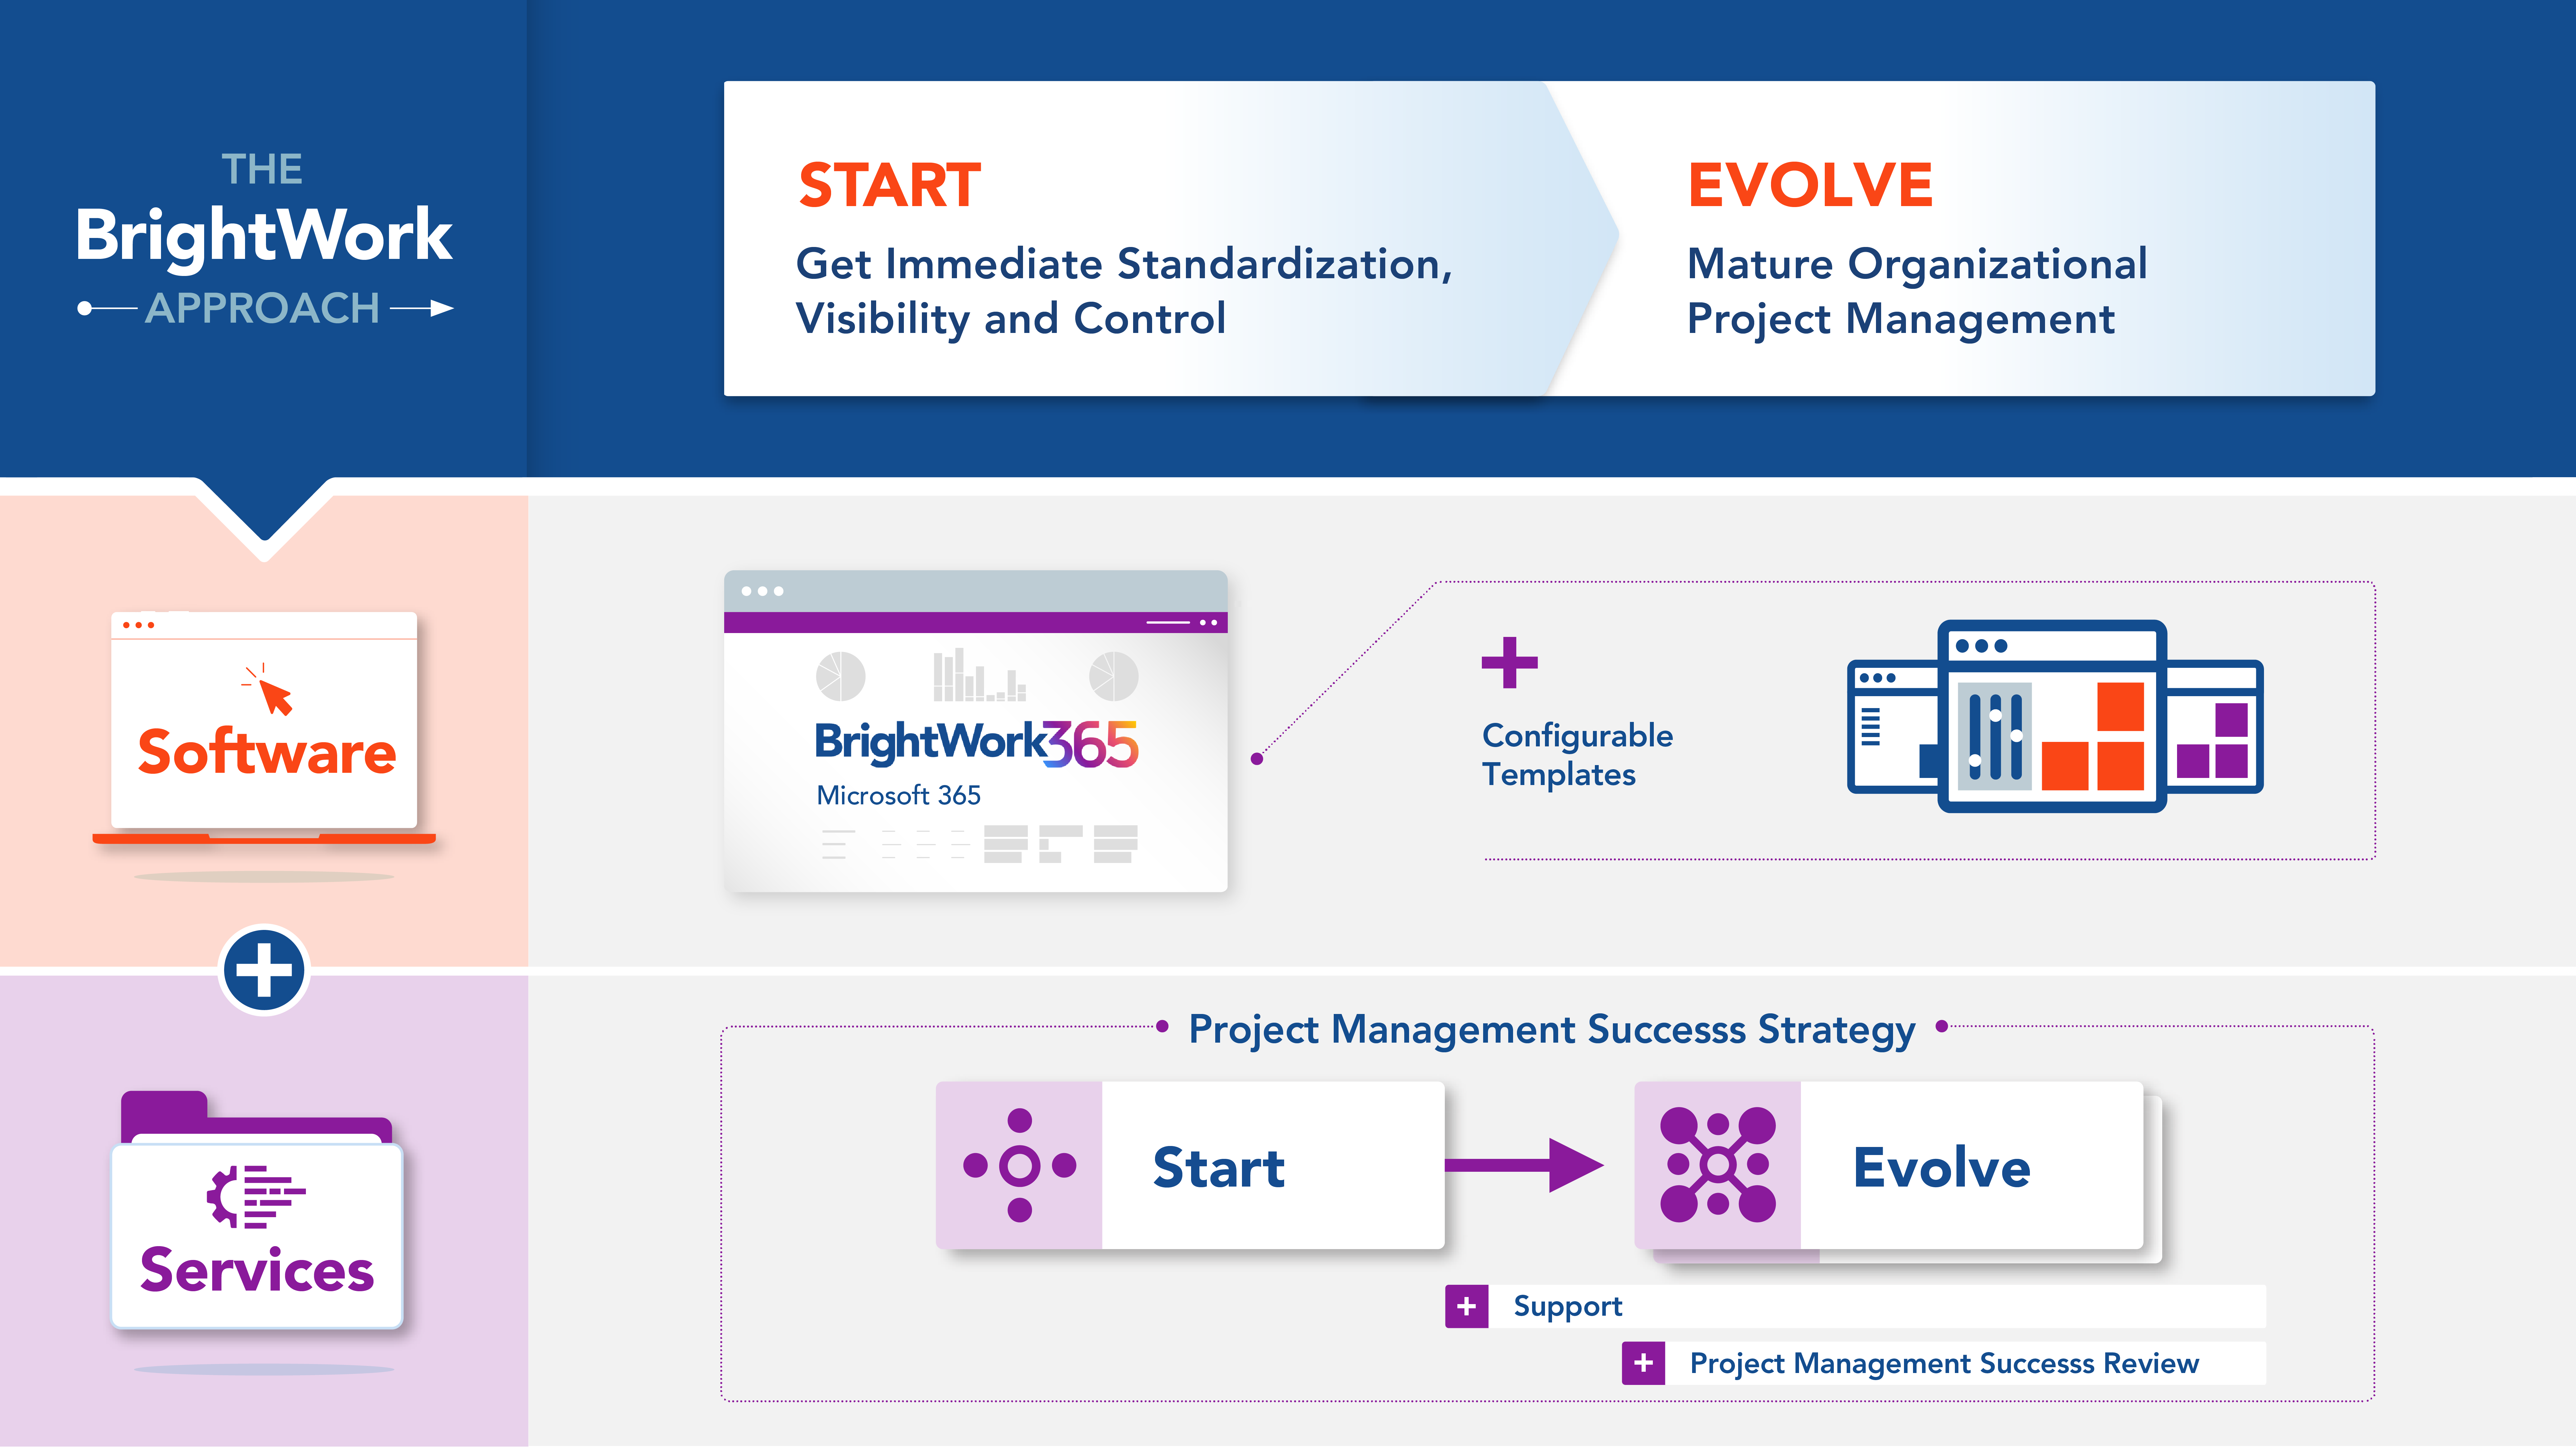 THE
BrightWork
APPROACH
START
Get Immediate Standardization,
Visibility and Control
EVOLVE
Mature Organizational
Project Management
Software
BrightWork365
Microsoft 365
Configurable
Templates
Services
Project Management Successs Strategy
Start
Evolve
+ Support
+ Project Management Successs Review